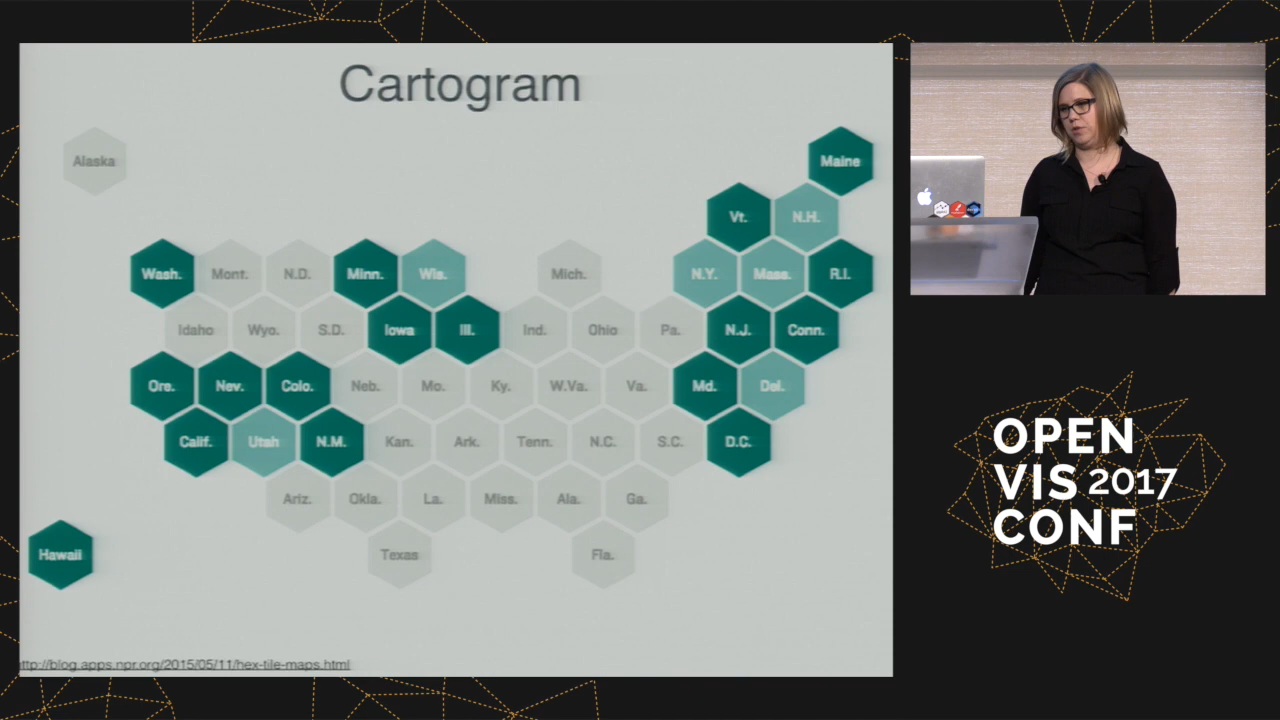 Cartogram
Alaska
Maine
Vt.
N.H.
Wash.
Mont.
N.D.
Minn.
Wis.
Mich.
N.Y.
Mass.
R.I.
Idaho
Wyo.
S.D.
Iowa
Ill.
Ind.
Ohio
Pa.
N.J.
Conn.
Ore.
Nev.
Colo.
Neb.
Mo.
Ky.
W.Va.
Va.
Md.
Del.
Calif.
Utah
N.M.
Kan.
Ark.
Tenn.
N.C.
S.C.
D.C.
Ariz.
Okla.
La.
Miss.
Ala.
Ga.
Hawaii
Texas
Fla.
ttp://blog.apps.npr.org/2015/05/11/hex-tile-maps.html
OPEN
VIS 2017
CONF